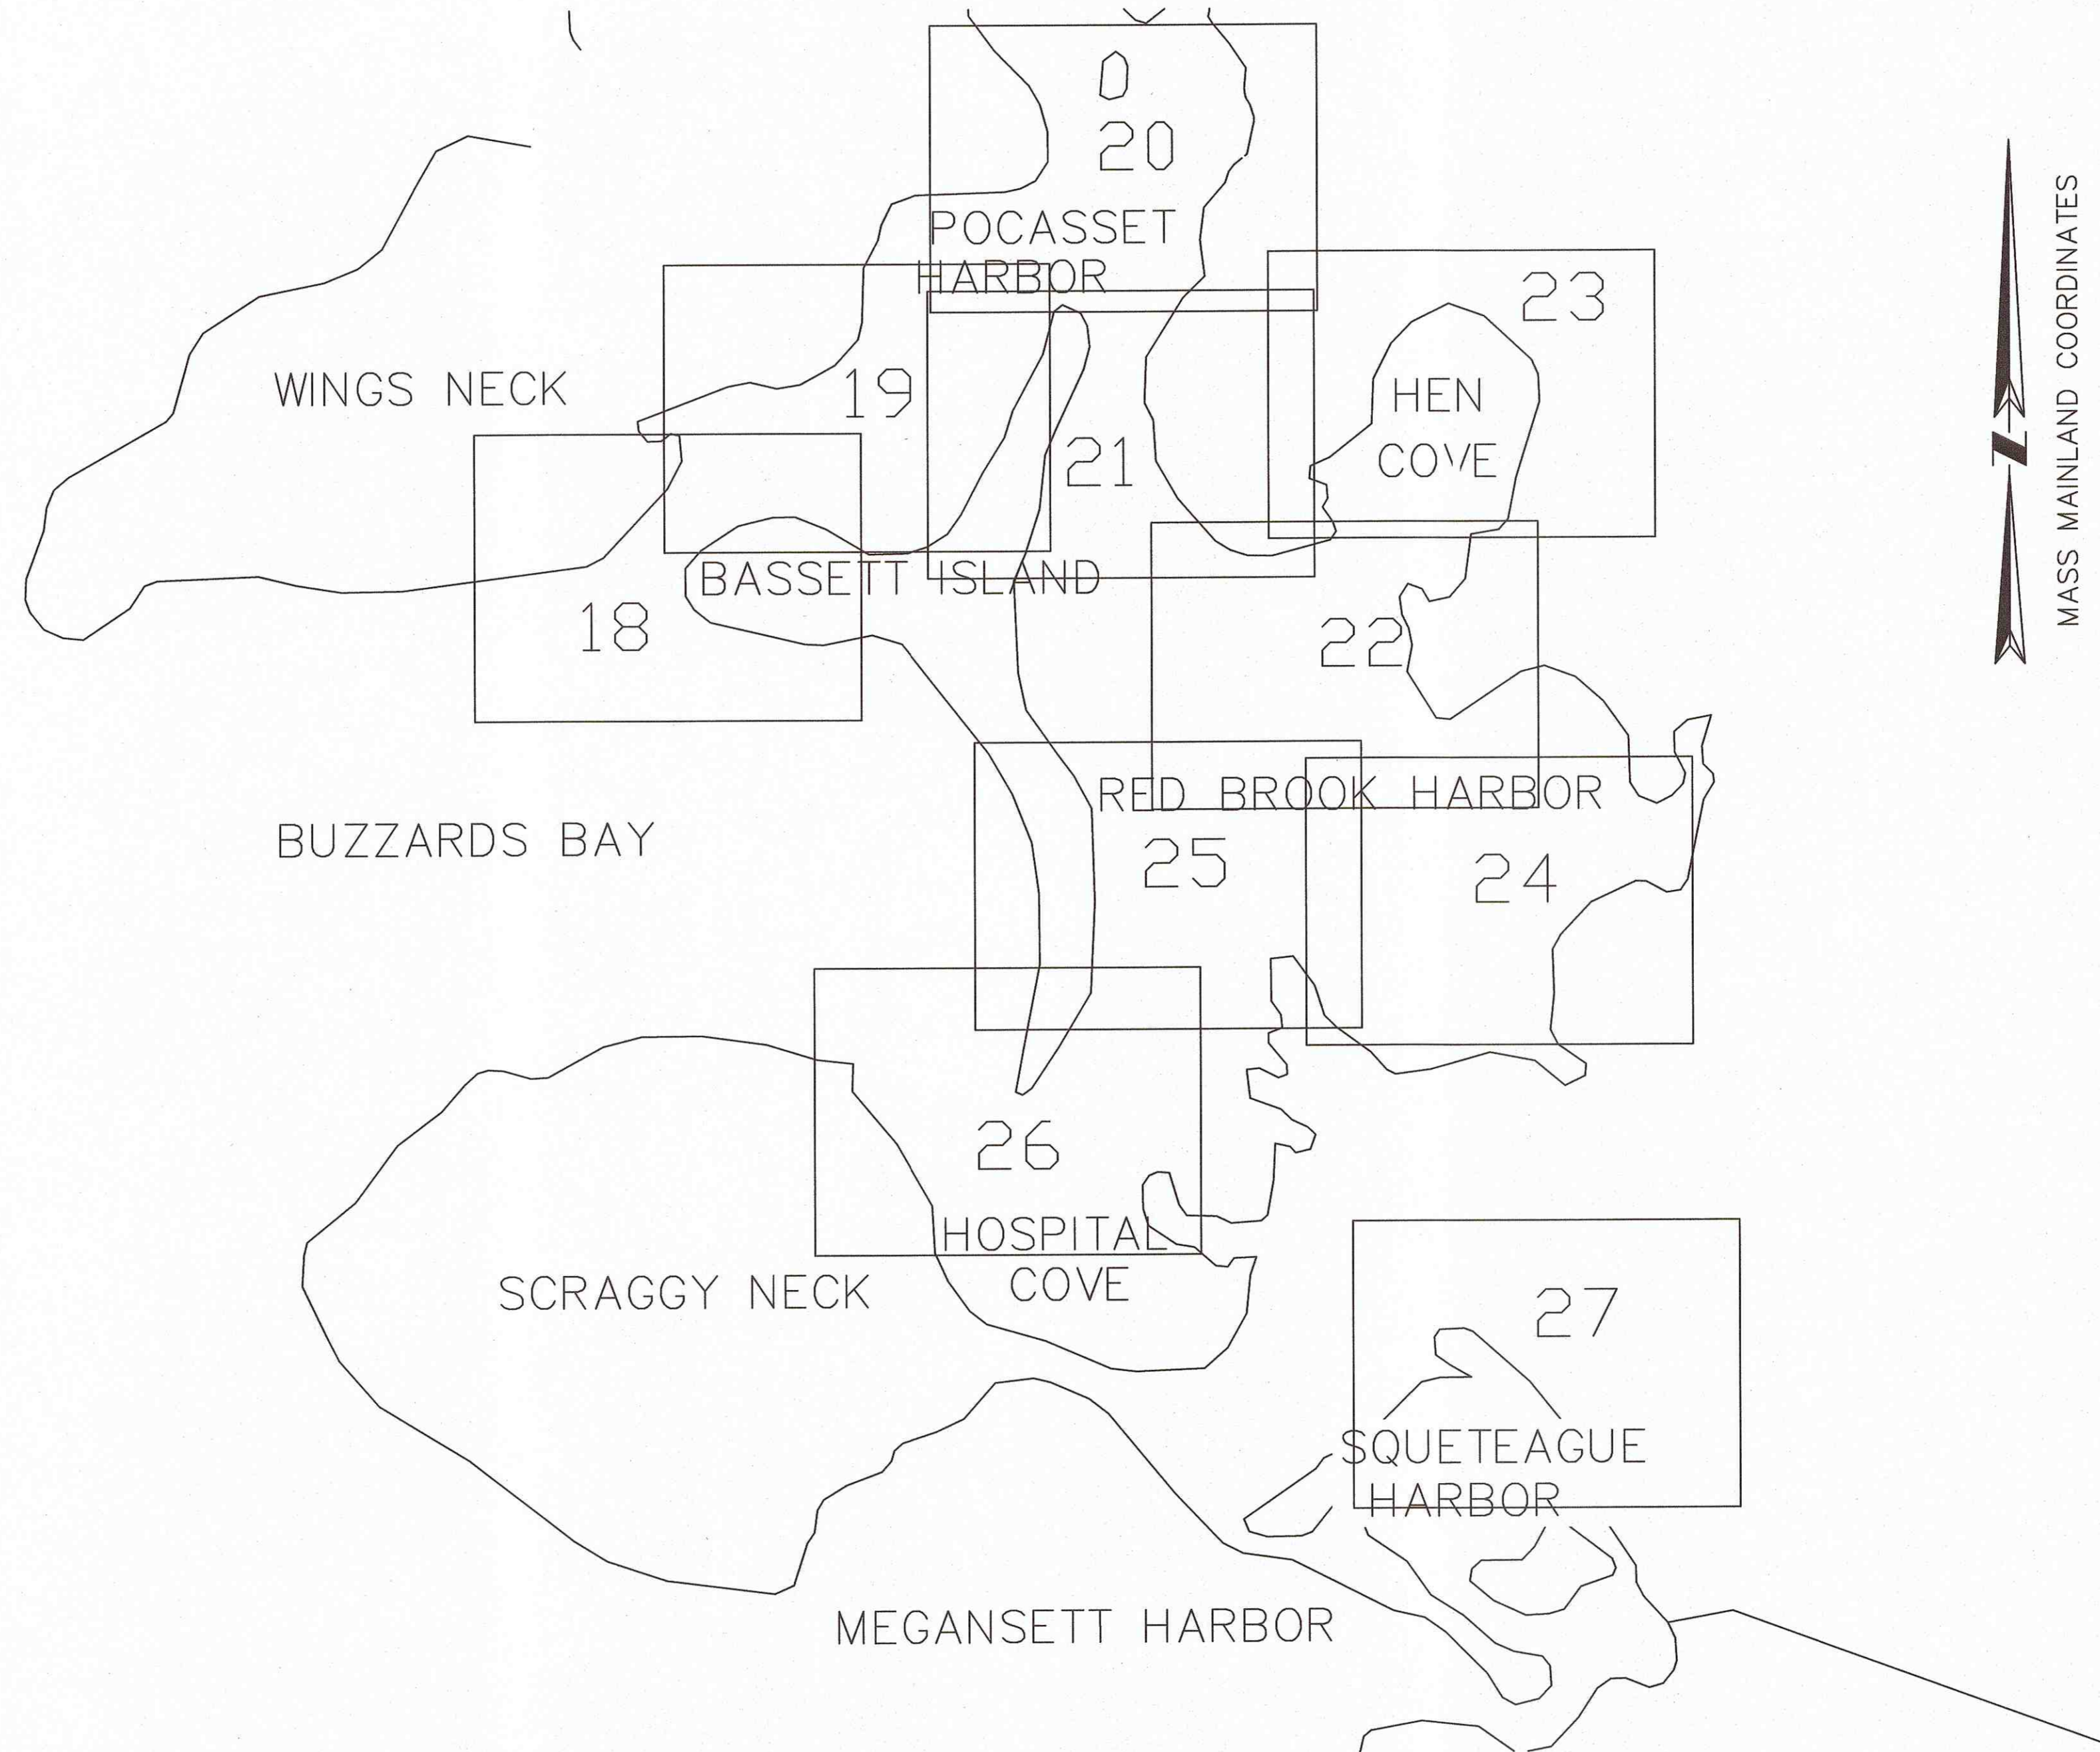 20
POCASSET
HARBOR
23
WINGS NECK
19
HEN
COVE
21
BASSETT ISLAND
18
22
RED BROOK HARBOR
BUZZARDS BAY
25
24
26
HOSPITAL
COVE
SCRAGGY NECK
27
SQUETEAGUE
HARBOR
MEGANSETT HARBOR
N
MASS MAINLAND COORDINATES